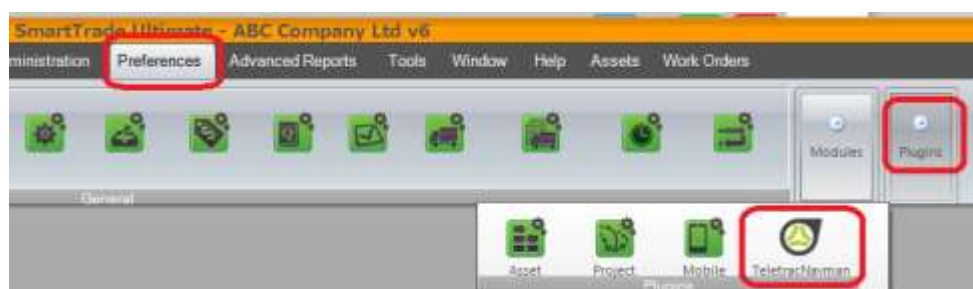 SmartTrade Ultimate - ABC Company Ltd v6
ministration Preferences Advanced Reports Tools Window Help Assets Work Orders
Modules Plugins
General
Asset Project Mobile TeletracNavman
Plugins